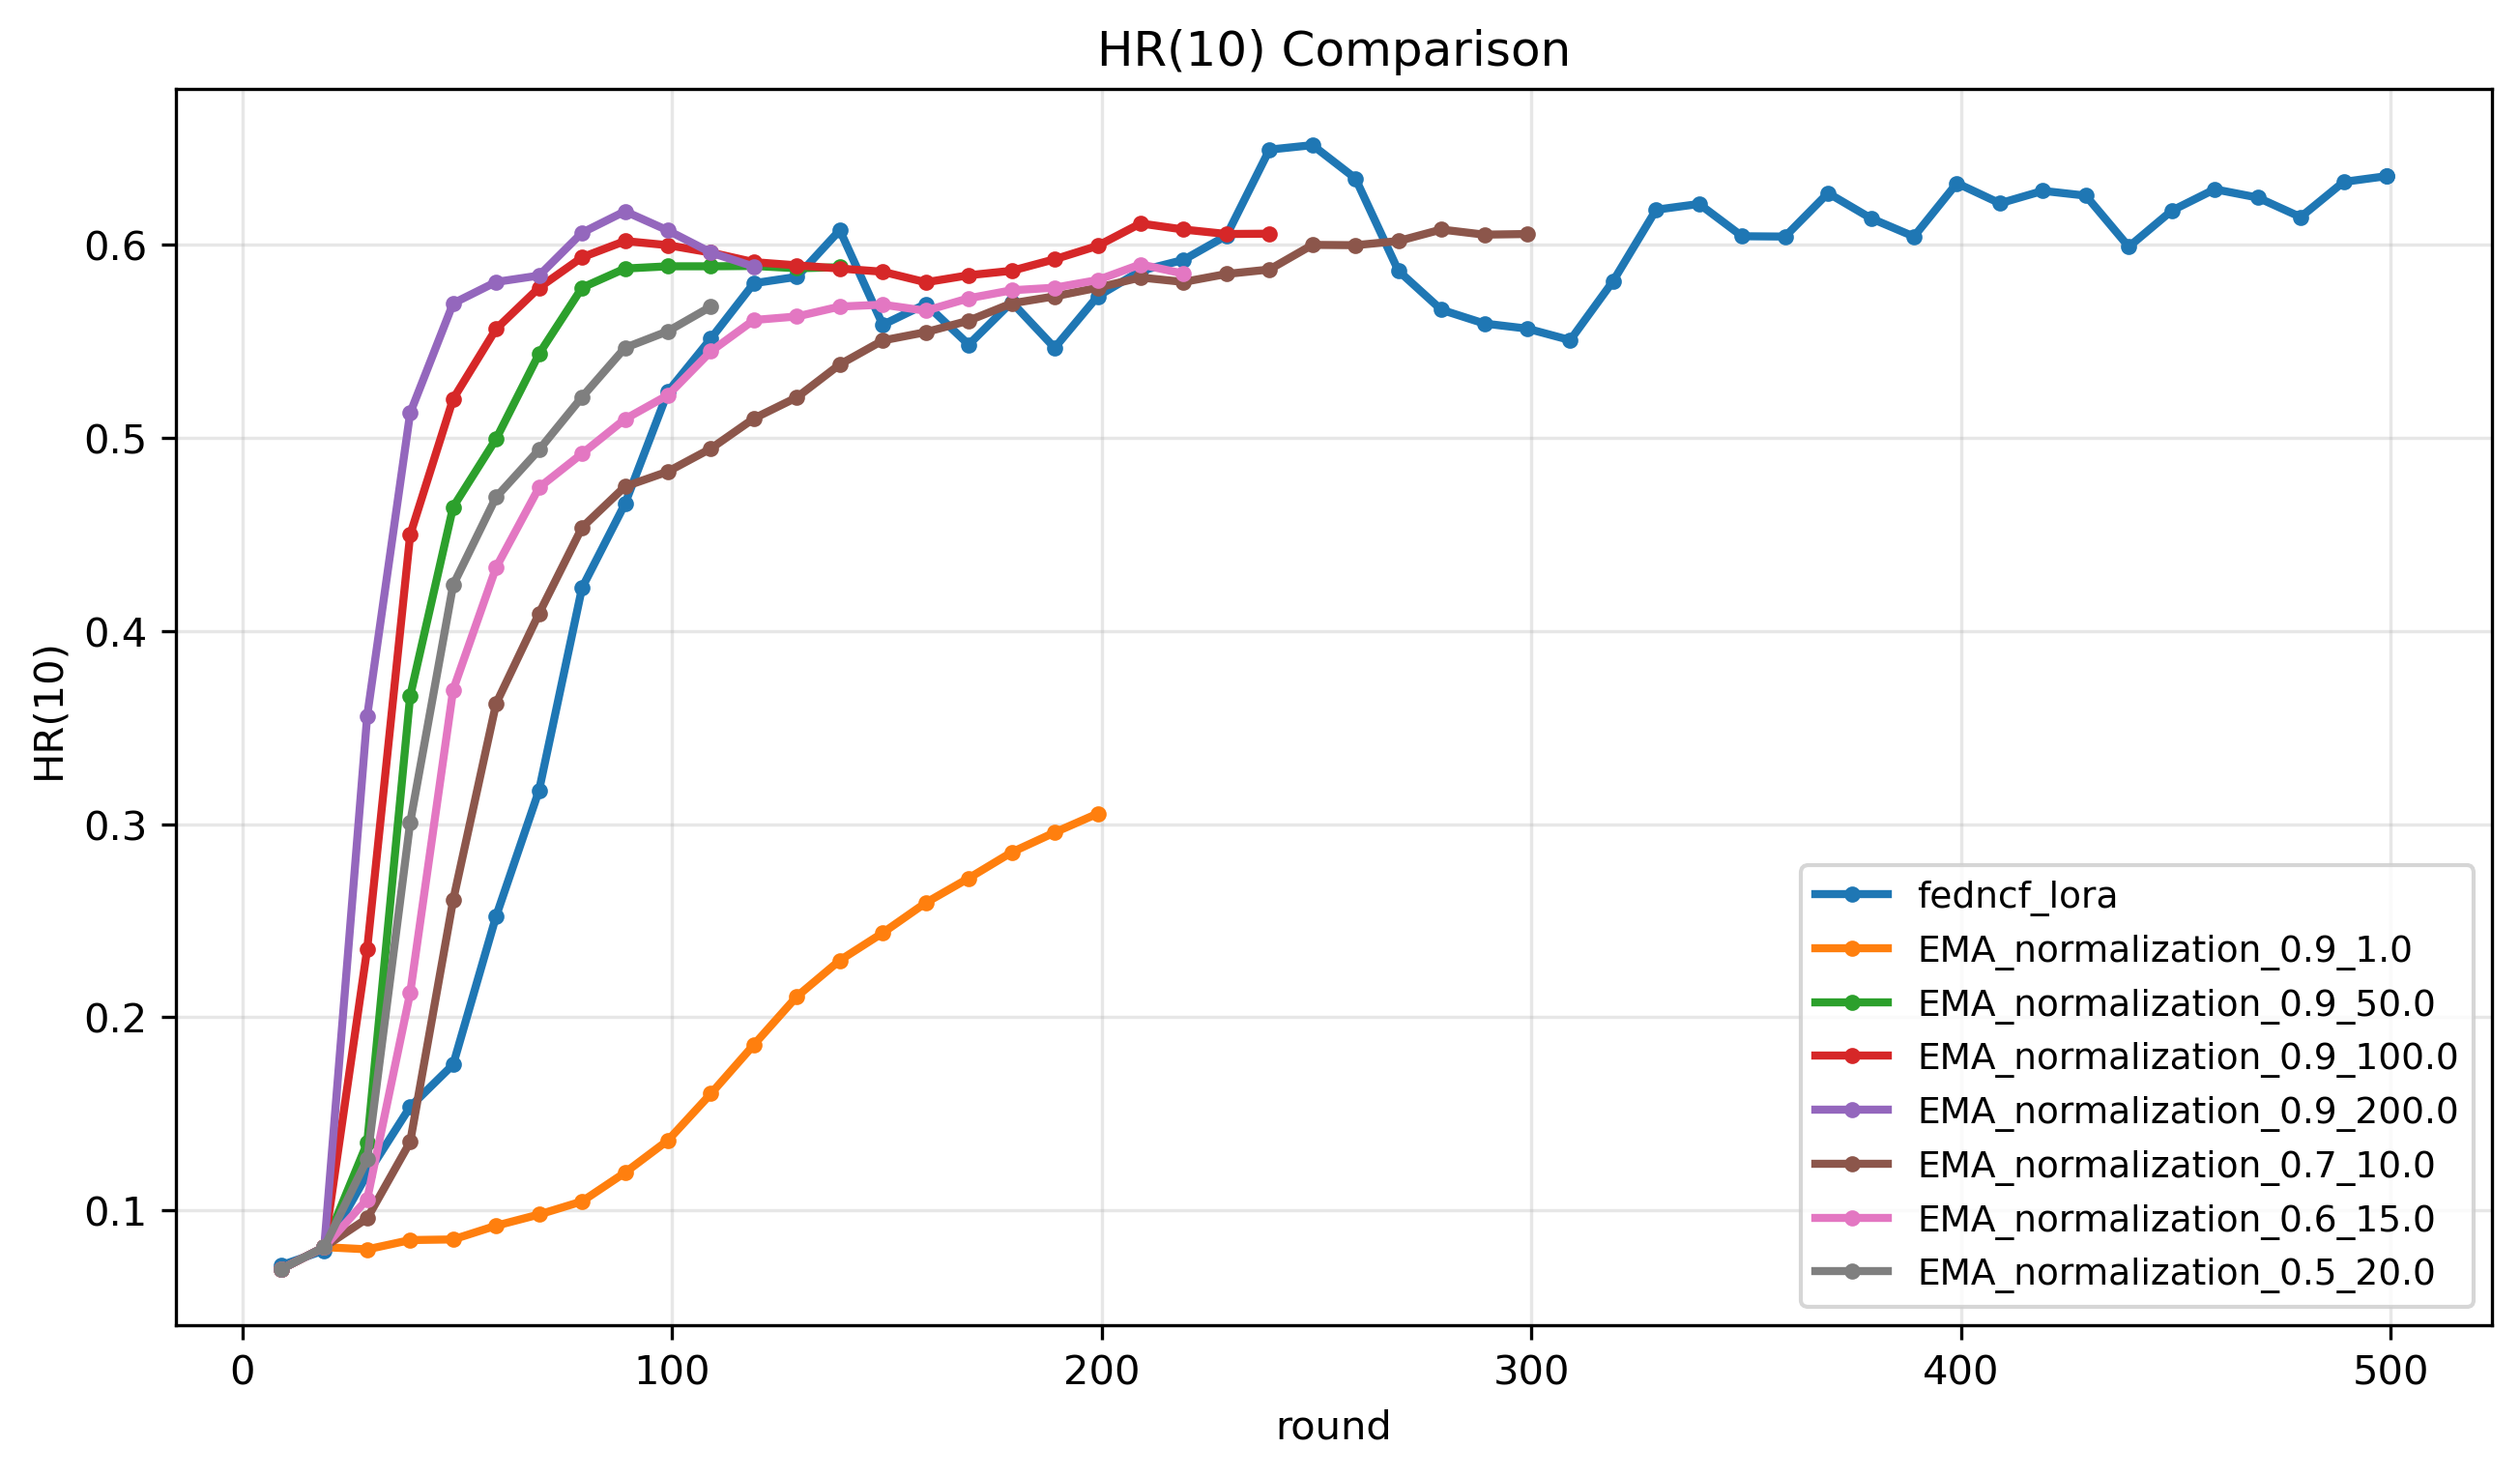 HR(10) Comparison
HR(10)
0.6
0.5
0.4
0.3
0.2
0.1
0 100 200 300 400 500
round
fedncf_lora
EMA_normalization_0.9_1.0
EMA_normalization_0.9_50.0
EMA_normalization_0.9_100.0
EMA_normalization_0.9_200.0
EMA_normalization_0.7_10.0
EMA_normalization_0.6_15.0
EMA_normalization_0.5_20.0